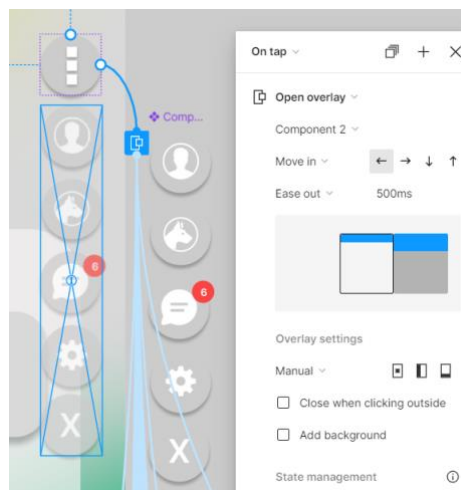 On tap
Open overlay
Comp...
Component 2
Move in
Ease out
500ms
6
6
Overlay settings
Manual
Close when clicking outside
X
X
Add background
State management